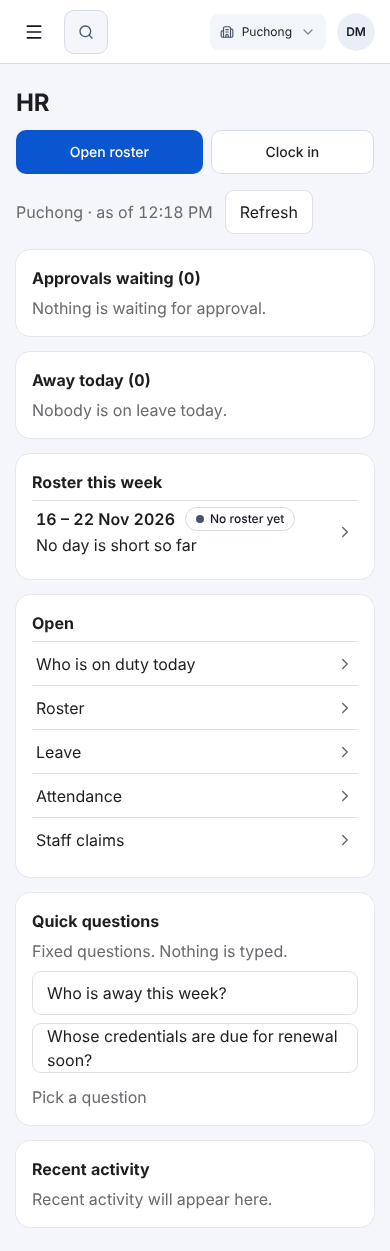 Puchong
DM
HR
Open roster
Clock in
Puchong · as of 12:18 PM
Refresh
Approvals waiting (0)
Nothing is waiting for approval.
Away today (0)
Nobody is on leave today.
Roster this week
16 – 22 Nov 2026
No roster yet
No day is short so far
Open
Who is on duty today
Roster
Leave
Attendance
Staff claims
Quick questions
Fixed questions. Nothing is typed.
Who is away this week?
Whose credentials are due for renewal
soon?
Pick a question
Recent activity
Recent activity will appear here.